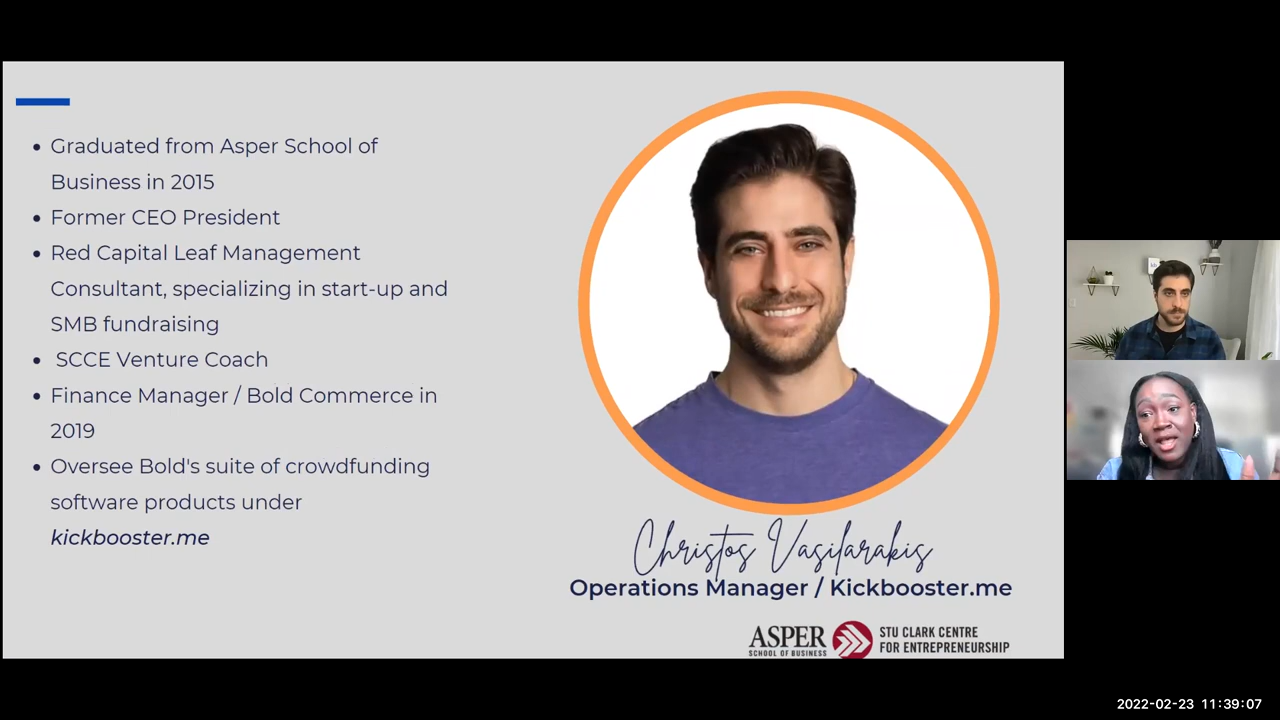 Graduated from Asper School of
Business in 2015
Former CEO President
Red Capital Leaf Management
Consultant, specializing in start-up and
SMB fundraising
SCCE Venture Coach
Finance Manager / Bold Commerce in
2019
Oversee Bold's suite of crowdfunding
software products under
kickbooster.me
Christos Vasilarakis
Operations Manager / Kickbooster.me
ASPER
SCHOOL OF BUSINESS
STU CLARK CENTRE
FOR ENTREPRENEURSHIP
2022-02-23 11:39:07